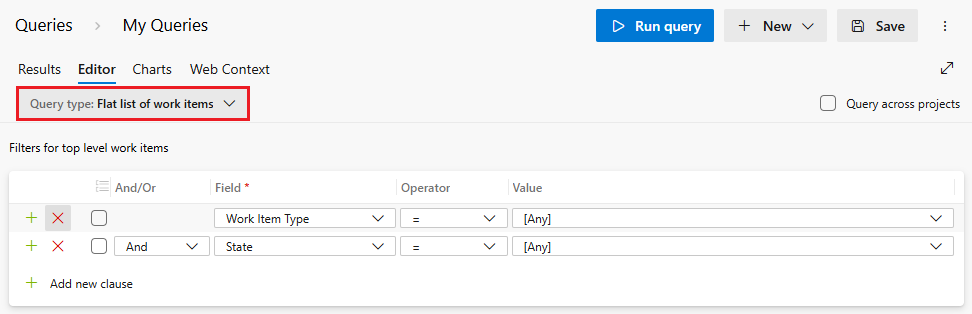 Queries > My Queries
Run query
New
Save
Results Editor Charts Web Context
Query type: Flat list of work items
Query across projects
Filters for top level work items
And/Or Field * Operator Value
Work Item Type = [Any]
And State = [Any]
Add new clause